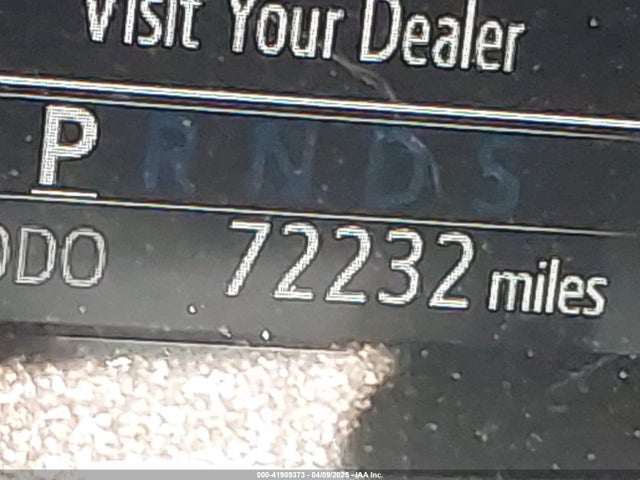 Visit Your Dealer
P R N D S
ODO 72232 miles
000-41989373 - 04/09/2025 - IAA Inc.